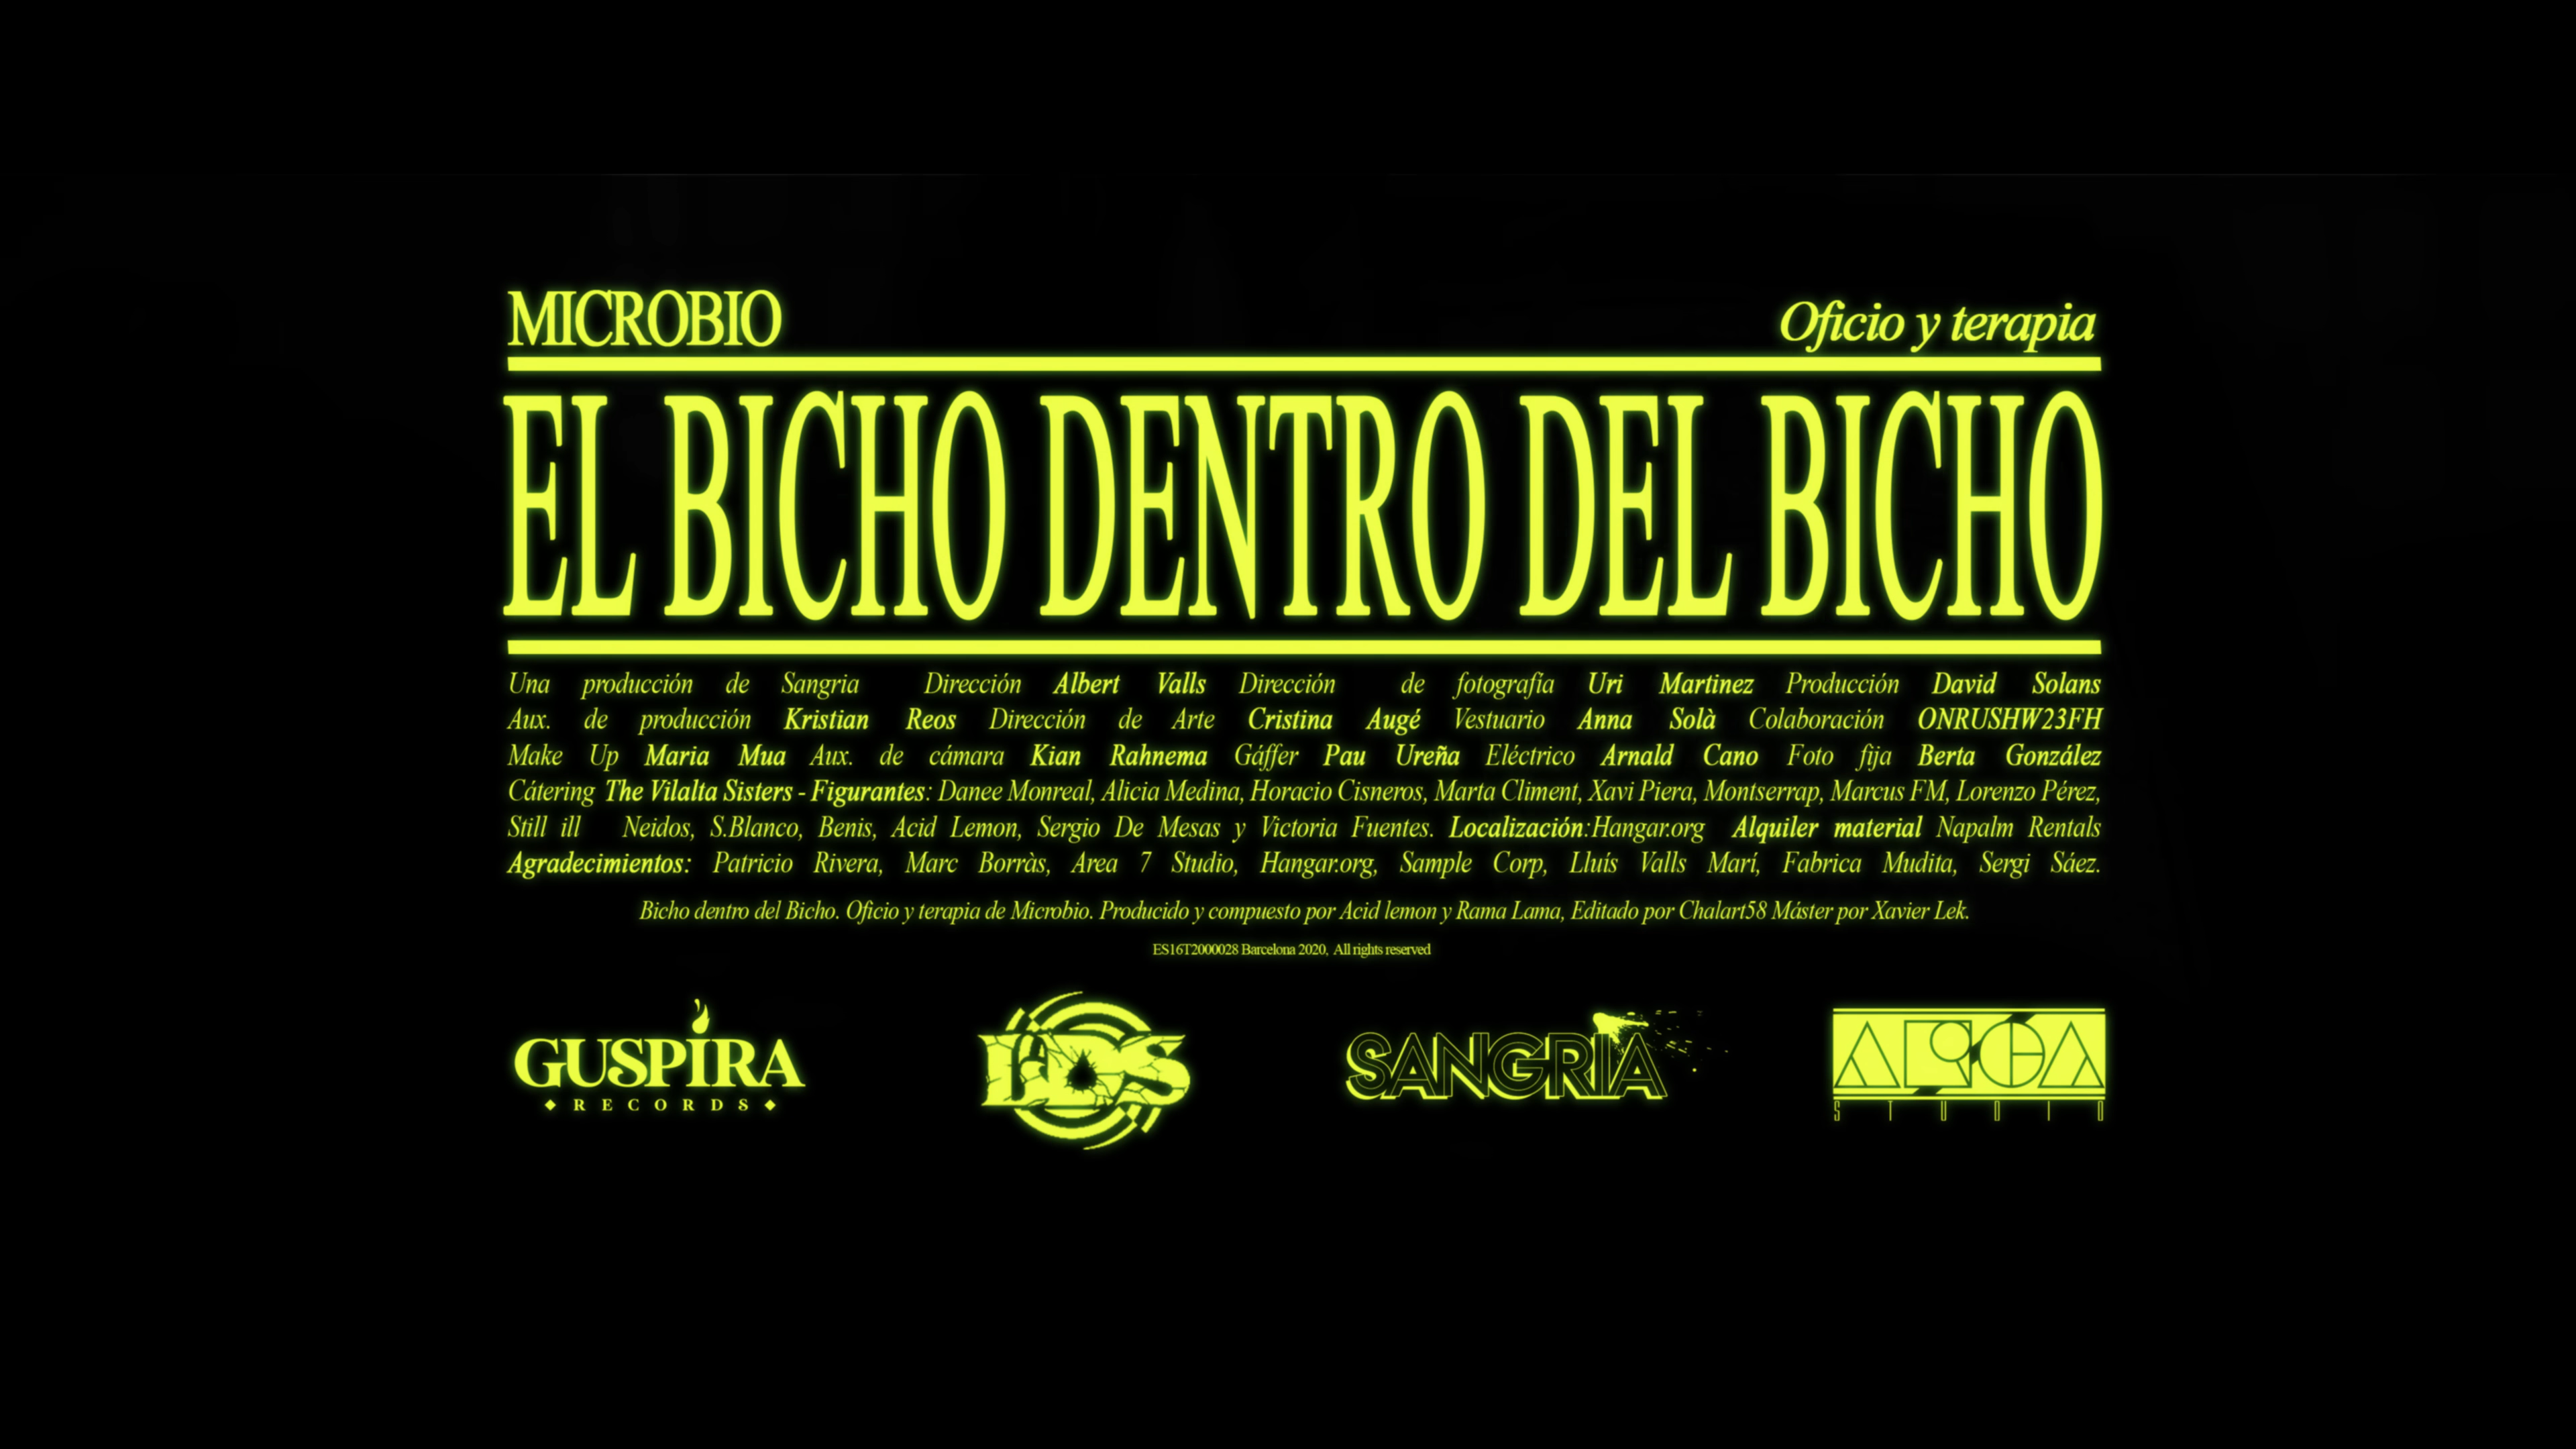 MICROBIO
Oficio y terapia
EL BICHO DENTRO DEL BICHO
Una producción de Sangria Dirección Albert Valls Dirección de fotografía Uri Martinez Producción David Solans
Aux. de producción Kristian Reos Dirección de Arte Cristina Augé Vestuario Anna Solà Colaboración ONRUSHW23FH
Make Up Maria Mua Aux. de cámara Kian Rahnema Gáffer Pau Ureña Eléctrico Arnald Cano Foto fija Berta González
Cátering The Vilalta Sisters - Figurantes: Danee Monreal, Alicia Medina, Horacio Cisneros, Marta Climent, Xavi Piera, Montserrap, Marcus FM, Lorenzo Pérez,
Still ill Neidos, S.Blanco, Benis, Acid Lemon, Sergio De Mesas y Victoria Fuentes. Localización:Hangar.org Alquiler material Napalm Rentals
Agradecimientos: Patricio Rivera, Marc Borràs, Area 7 Studio, Hangar.org, Sample Corp, Lluís Valls Marí, Fabrica Mudita, Sergi Sáez.
Bicho dentro del Bicho. Oficio y terapia de Microbio. Producido y compuesto por Acid lemon y Rama Lama, Editado por Chalart58 Máster por Xavier Lek.
ES16T2000028 Barcelona 2020, All rights reserved
GUSPIRA
RECORDS
SANGRIA
AREA
STUDIO